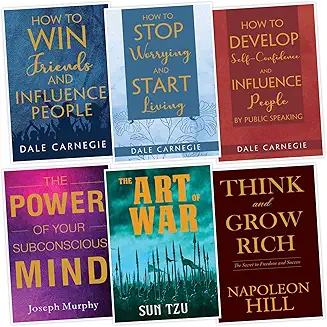 HOW TO
WIN
Friends
AND
INFLUENCE
PEOPLE
DALE CARNEGIE
HOW TO
STOP
Worrying
AND
START
Living
DALE CARNEGIE
HOW TO
DEVELOP
Self-Confidence
AND
INFLUENCE
People
BY PUBLIC SPEAKING
DALE CARNEGIE
THE
POWER
OF YOUR
SUBCONSCIOUS
MIND
Joseph Murphy
THE
ART OF
WAR
SUN TZU
THINK
and
GROW
RICH
The Secret to Freedom and Success
NAPOLEON
HILL